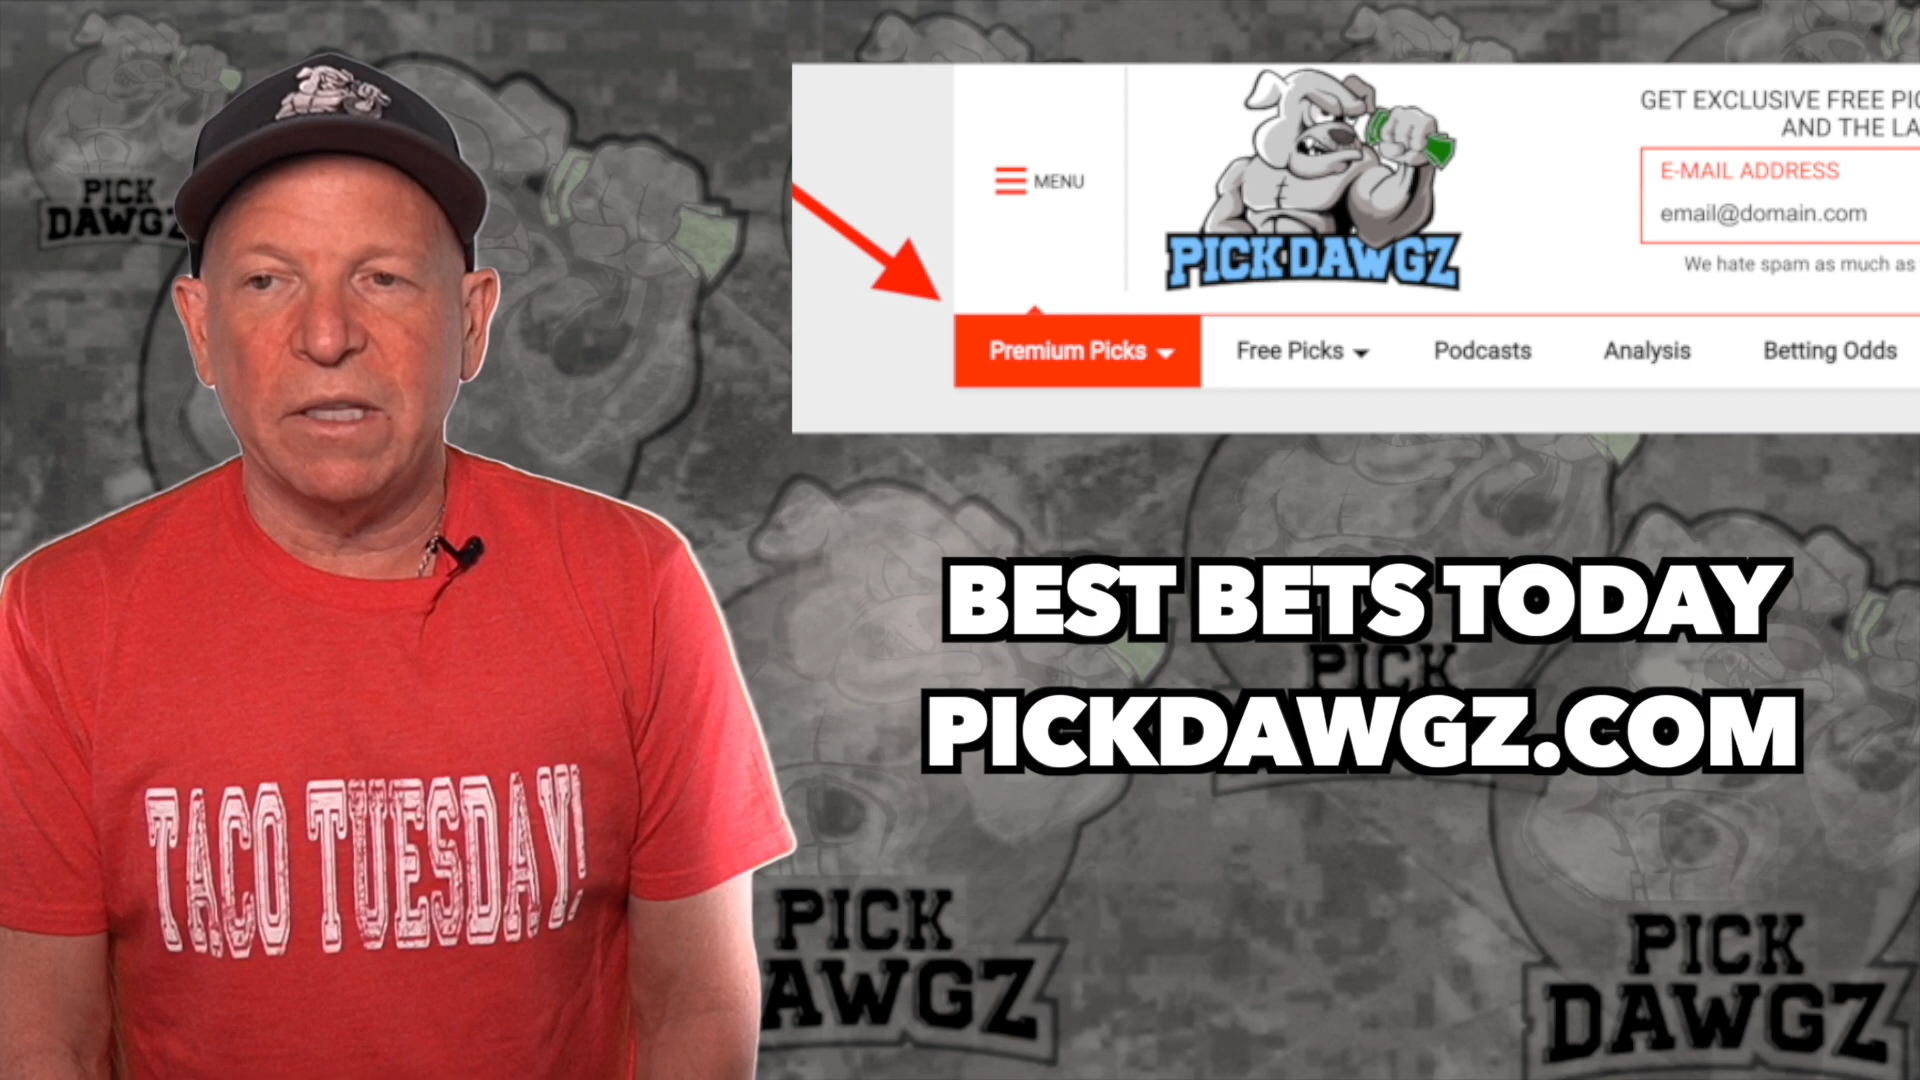 PICK
DAWGZ
TACO TUESDAY!
MENU
PICKDAWGZ
GET EXCLUSIVE FREE
AND THE
E-MAIL ADDRESS
email@domain.com
We hate spam as much as
Premium Picks
Free Picks
Podcasts
Analysis
Betting Odds
BEST BETS TODAY
PICK
PICKDAWGZ.COM
PICK
AWGZ
PICK
DAWGZ